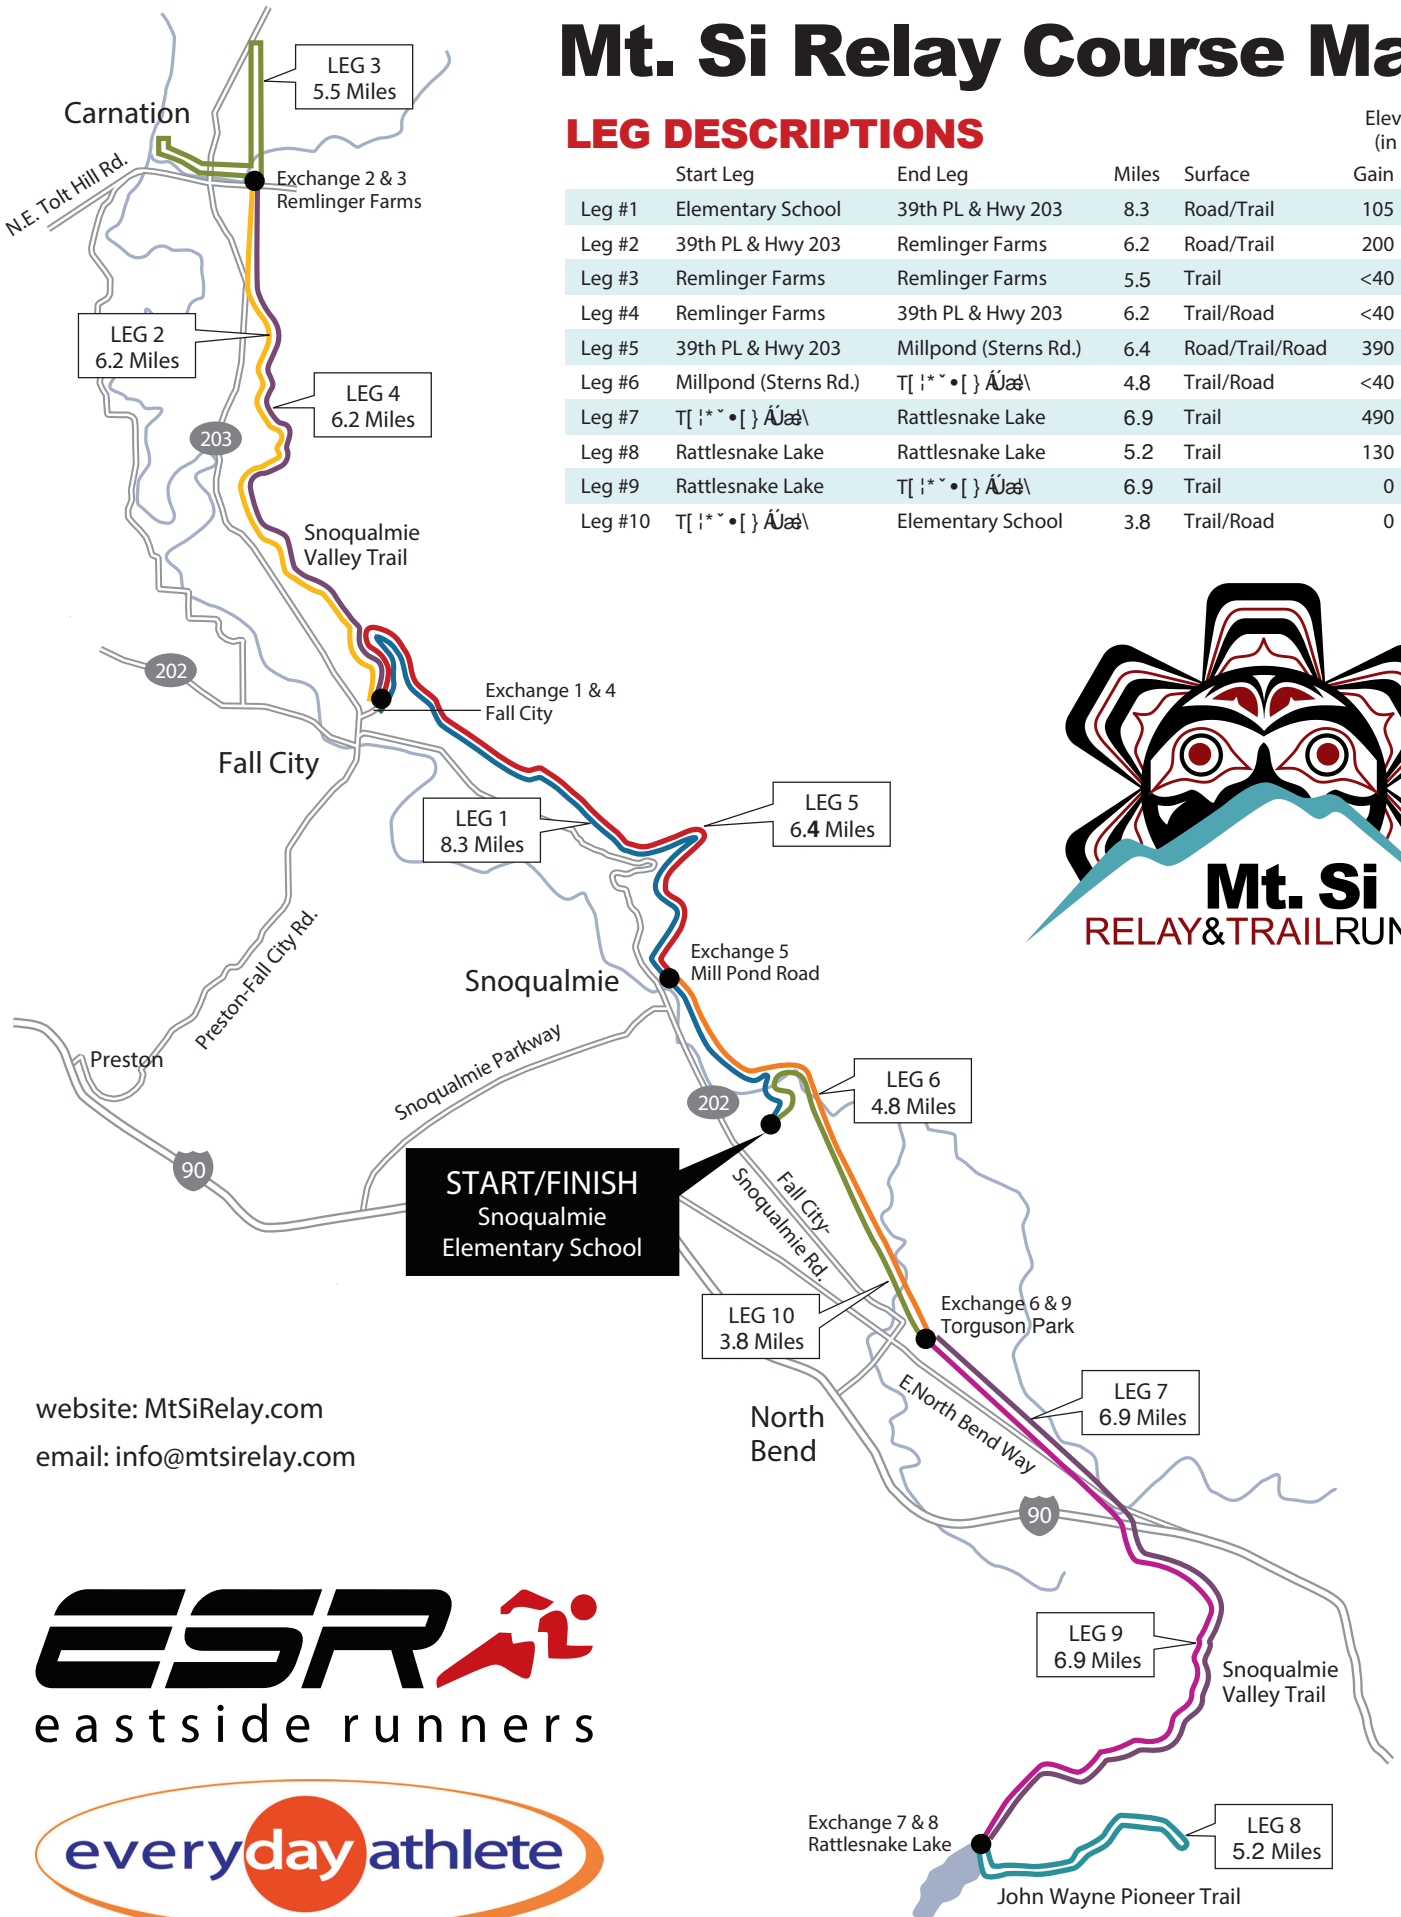 Mt. Si Relay Course Ma
LEG DESCRIPTIONS
Elev
(in
Start Leg End Leg Miles Surface Gain
Leg #1 Elementary School 39th PL & Hwy 203 8.3 Road/Trail 105
Leg #2 39th PL & Hwy 203 Remlinger Farms 6.2 Road/Trail 200
Leg #3 Remlinger Farms Remlinger Farms 5.5 Trail <40
Leg #4 Remlinger Farms 39th PL & Hwy 203 6.2 Trail/Road <40
Leg #5 39th PL & Hwy 203 Millpond (Sterns Rd.) 6.4 Road/Trail/Road 390
Leg #6 Millpond (Sterns Rd.) 4.8 Trail/Road <40
Leg #7 Rattlesnake Lake 6.9 Trail 490
Leg #8 Rattlesnake Lake Rattlesnake Lake 5.2 Trail 130
Leg #9 Rattlesnake Lake 6.9 Trail 0
Leg #10 Elementary School 3.8 Trail/Road 0
LEG 3
5.5 Miles
Carnation
N.E. Tolt Hill Rd.
Exchange 2 & 3
Remlinger Farms
LEG 2
6.2 Miles
LEG 4
6.2 Miles
203
Snoqualmie
Valley Trail
202
Exchange 1 & 4
Fall City
Fall City
LEG 1
8.3 Miles
LEG 5
6.4 Miles
Mt. Si
RELAY&TRAILRUN
Preston-Fall City Rd.
Exchange 5
Mill Pond Road
Snoqualmie
Preston
Snoqualmie Parkway
LEG 6
4.8 Miles
202
90
START/FINISH
Snoqualmie
Elementary School
Fall City-
Snoqualmie Rd.
LEG 10
3.8 Miles
Exchange 6 & 9
Torguson Park
LEG 7
6.9 Miles
E.North Bend Way
North
Bend
website: MtSiRelay.com
email: info@mtsirelay.com
90
LEG 9
6.9 Miles
Snoqualmie
Valley Trail
ESR
eastside runners
Exchange 7 & 8
Rattlesnake Lake
LEG 8
5.2 Miles
John Wayne Pioneer Trail
everyday athlete